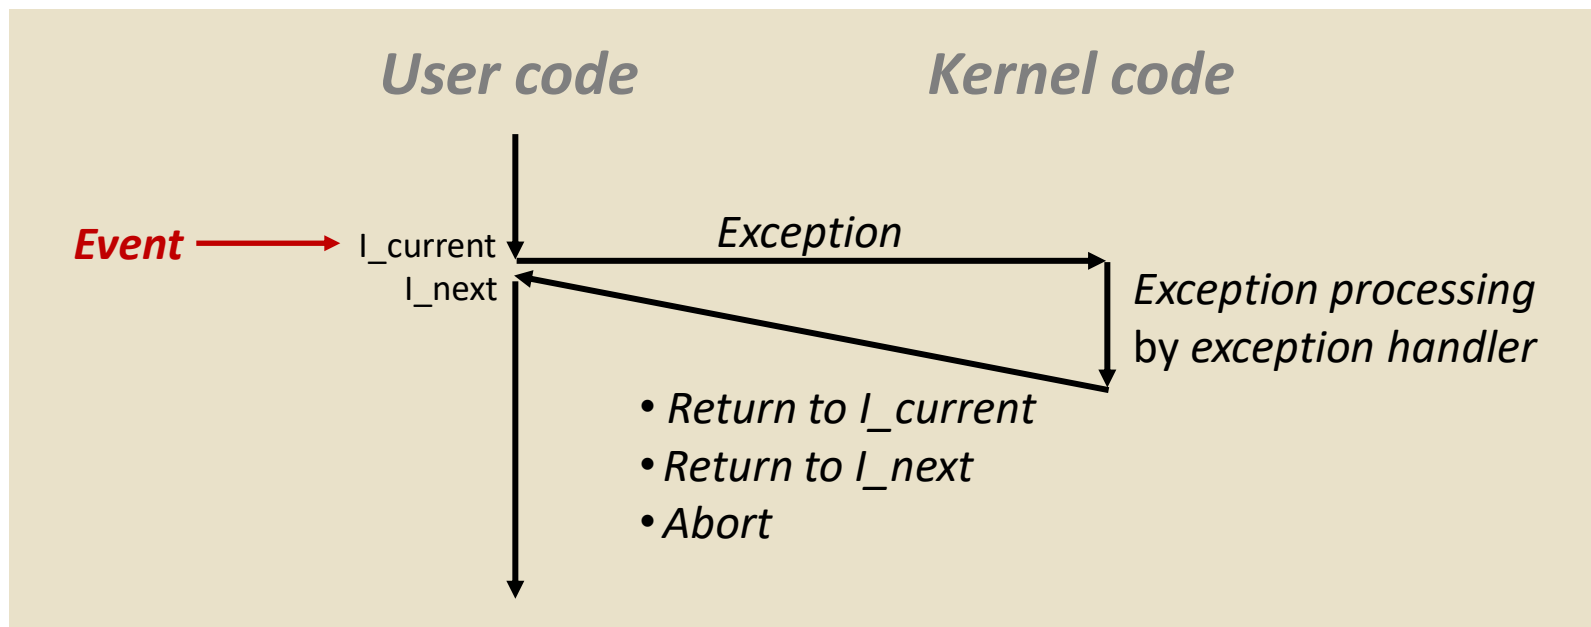 User code
Kernel code
Event
I_current
Exception
I_next
Exception processing
by exception handler
• Return to I_current
• Return to I_next
• Abort